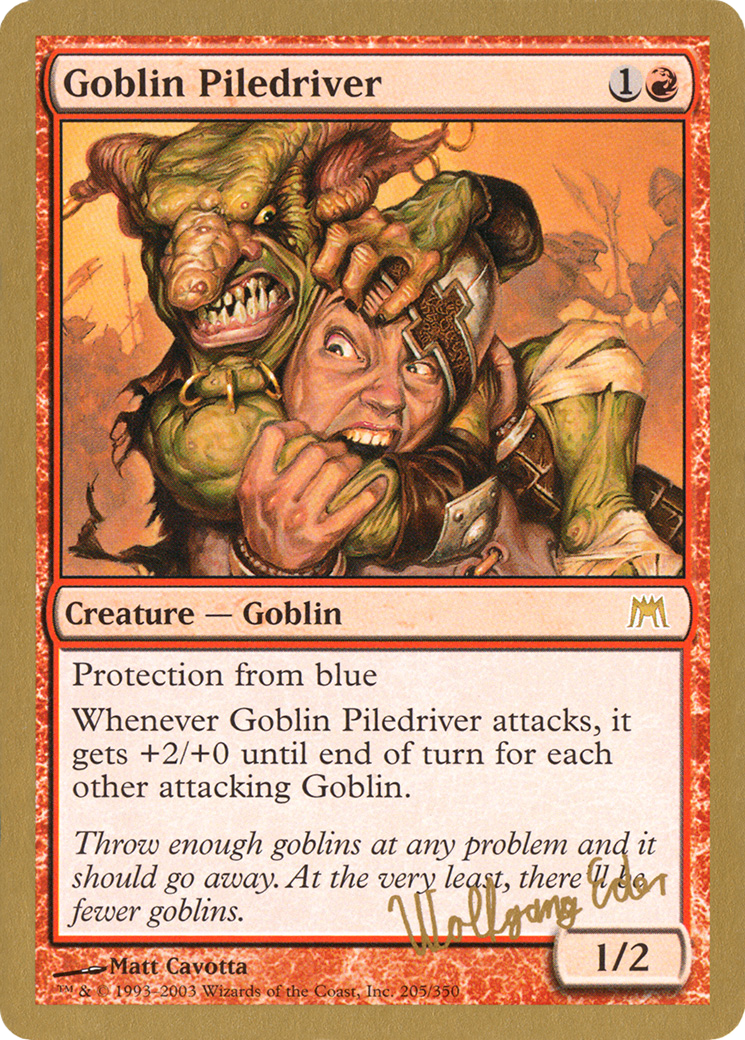 Goblin Piledriver 1
Creature — Goblin
Protection from blue
Whenever Goblin Piledriver attacks, it
gets +2/+0 until end of turn for each
other attacking Goblin.
Throw enough goblins at any problem and it
should go away. At the very least, there'll be
fewer goblins.
Wolfgang Eder
1/2
Matt Cavotta
™ & © 1993–2003 Wizards of the Coast, Inc. 205/350